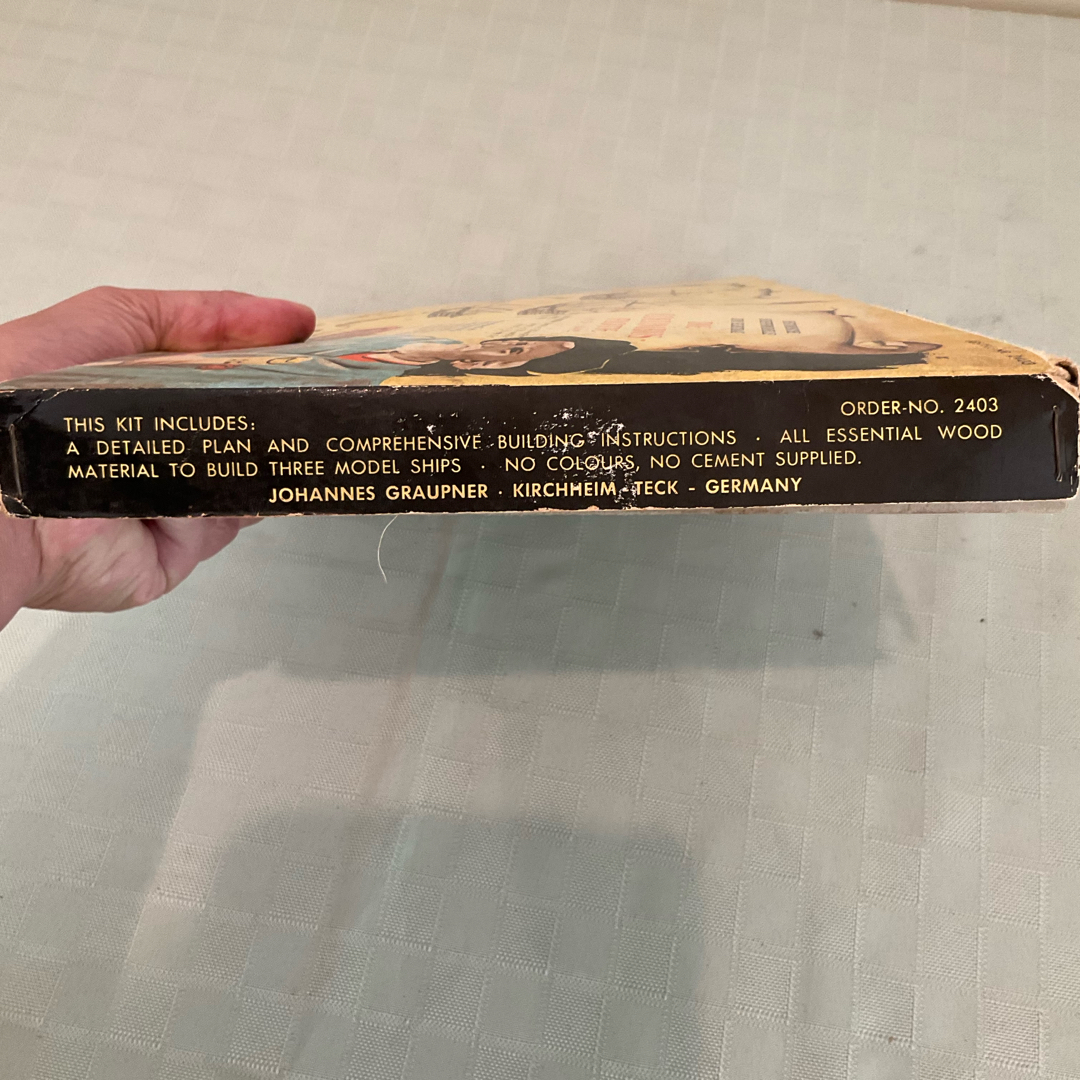 THIS KIT INCLUDES:
ORDER-NO. 2403
A DETAILED PLAN AND COMPREHENSIVE BUILDING INSTRUCTIONS · ALL ESSENTIAL WOOD
MATERIAL TO BUILD THREE MODEL SHIPS · NO COLOURS, NO CEMENT SUPPLIED.
JOHANNES GRAUPNER · KIRCHHEIM-TECK - GERMANY